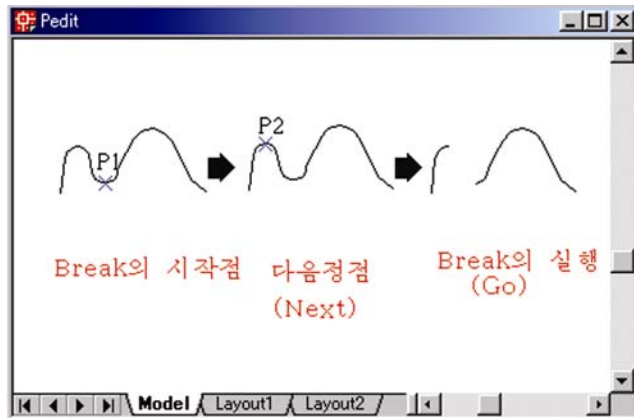 Pedit
P1
P2
Break의 시작점
다음정점
(Next)
Break의 실행
(Go)
Model Layout1 Layout2